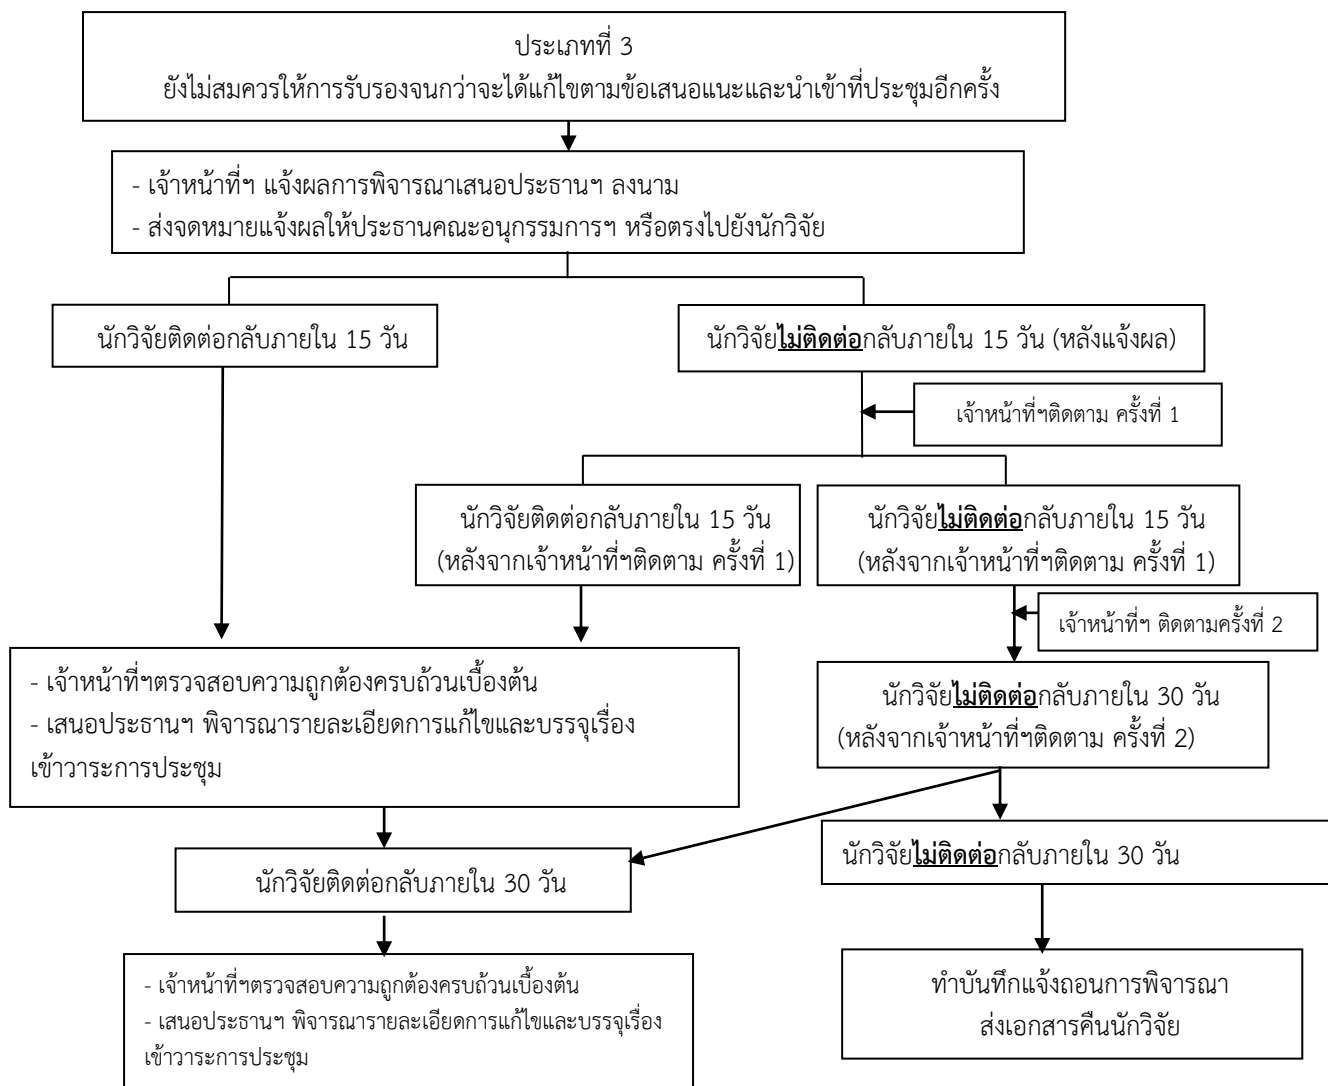 ประเภทที่ 3
ยังไม่สมควรให้การรับรองจนกว่าจะได้แก้ไขตามข้อเสนอแนะและนำเข้าที่ประชุมอีกครั้ง
- เจ้าหน้าที่ฯ แจ้งผลการพิจารณาเสนอประธานฯ ลงนาม
- ส่งจดหมายแจ้งผลให้ประธานคณะอนุกรรมการฯ หรือตรงไปยังนักวิจัย
นักวิจัยติดต่อกลับภายใน 15 วัน
นักวิจัยไม่ติดต่อกลับภายใน 15 วัน (หลังแจ้งผล)
เจ้าหน้าที่ฯติดตาม ครั้งที่ 1
นักวิจัยติดต่อกลับภายใน 15 วัน
(หลังจากเจ้าหน้าที่ฯติดตาม ครั้งที่ 1)
นักวิจัยไม่ติดต่อกลับภายใน 15 วัน
(หลังจากเจ้าหน้าที่ฯติดตาม ครั้งที่ 1)
เจ้าหน้าที่ฯ ติดตามครั้งที่ 2
- เจ้าหน้าที่ฯตรวจสอบความถูกต้องครบถ้วนเบื้องต้น
- เสนอประธานฯ พิจารณารายละเอียดการแก้ไขและบรรจุเรื่อง
เข้าวาระการประชุม
นักวิจัยไม่ติดต่อกลับภายใน 30 วัน
(หลังจากเจ้าหน้าที่ฯติดตาม ครั้งที่ 2)
นักวิจัยติดต่อกลับภายใน 30 วัน
นักวิจัยไม่ติดต่อกลับภายใน 30 วัน
- เจ้าหน้าที่ฯตรวจสอบความถูกต้องครบถ้วนเบื้องต้น
- เสนอประธานฯ พิจารณารายละเอียดการแก้ไขและบรรจุเรื่อง
เข้าวาระการประชุม
ทำบันทึกแจ้งถอนการพิจารณา
ส่งเอกสารคืนนักวิจัย